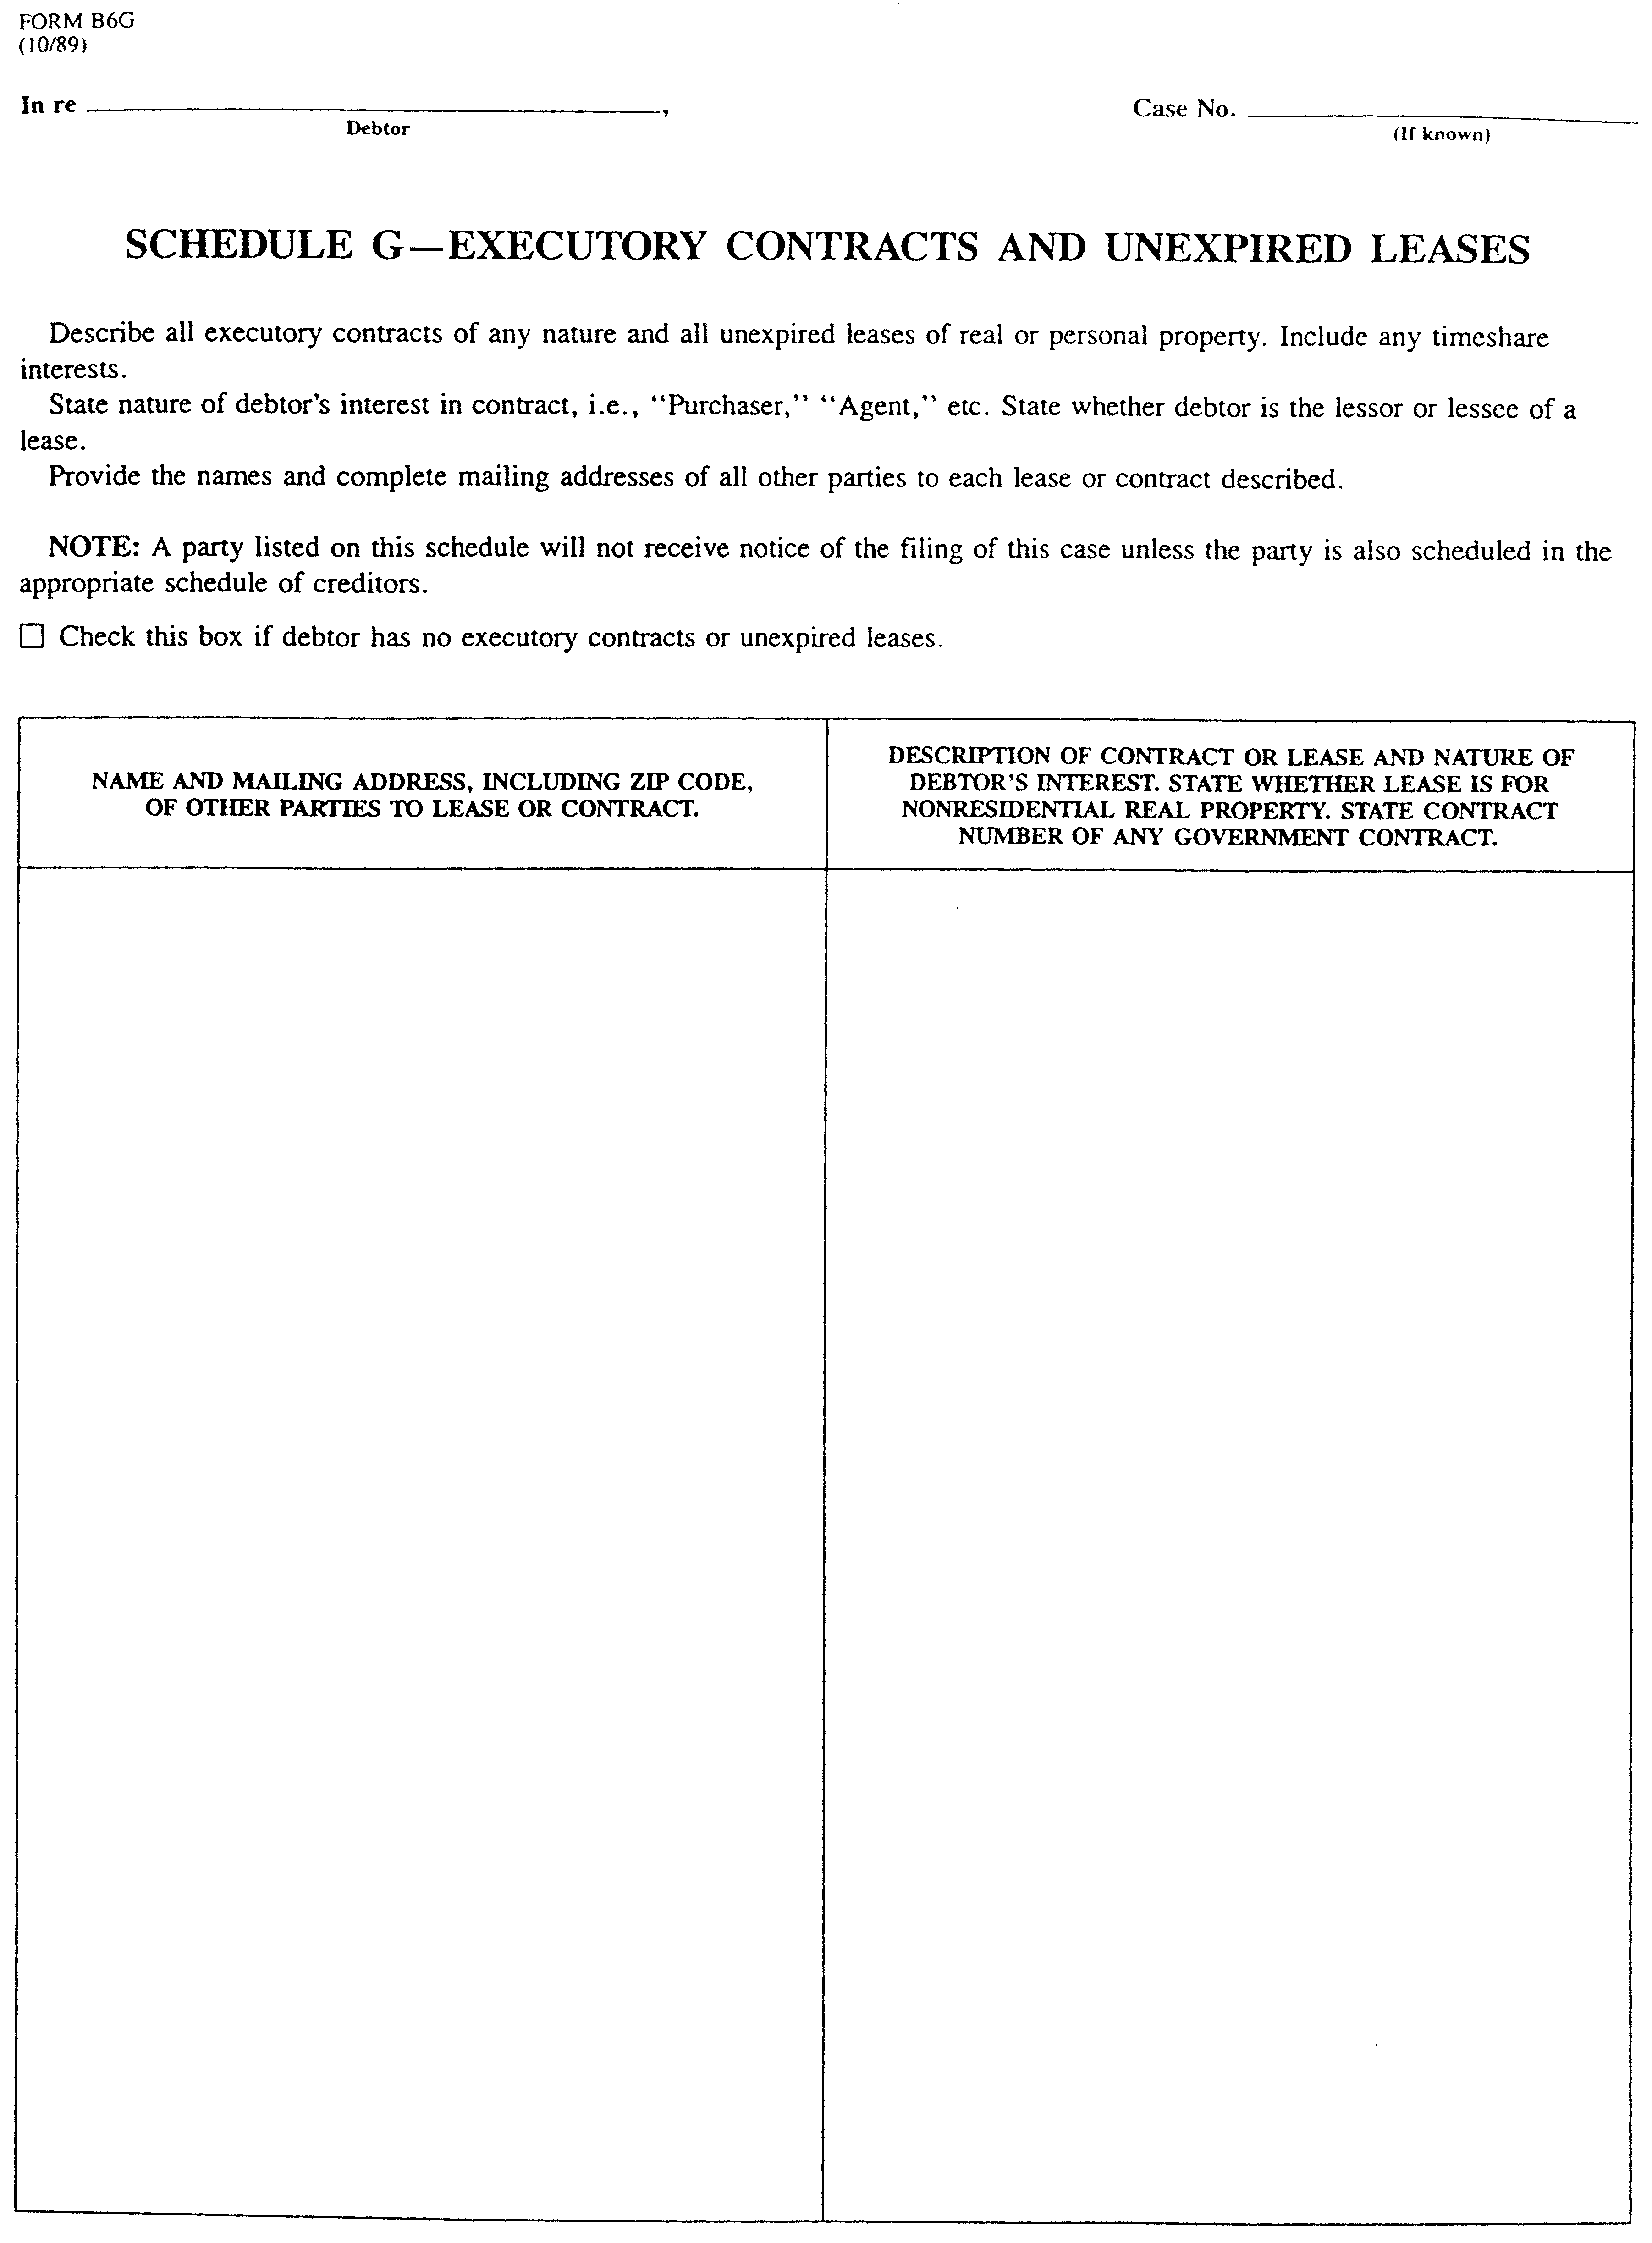 FORM B6G
(10/89)
In re ,
Debtor
Case No.
(If known)
SCHEDULE G—EXECUTORY CONTRACTS AND UNEXPIRED LEASES
Describe all executory contracts of any nature and all unexpired leases of real or personal property. Include any timeshare
interests.
State nature of debtor's interest in contract, i.e., “Purchaser,” “Agent,” etc. State whether debtor is the lessor or lessee of a
lease.
Provide the names and complete mailing addresses of all other parties to each lease or contract described.
NOTE: A party listed on this schedule will not receive notice of the filing of this case unless the party is also scheduled in the
appropriate schedule of creditors.
☐ Check this box if debtor has no executory contracts or unexpired leases.
NAME AND MAILING ADDRESS, INCLUDING ZIP CODE,
OF OTHER PARTIES TO LEASE OR CONTRACT.
DESCRIPTION OF CONTRACT OR LEASE AND NATURE OF
DEBTOR'S INTEREST. STATE WHETHER LEASE IS FOR
NONRESIDENTIAL REAL PROPERTY. STATE CONTRACT
NUMBER OF ANY GOVERNMENT CONTRACT.